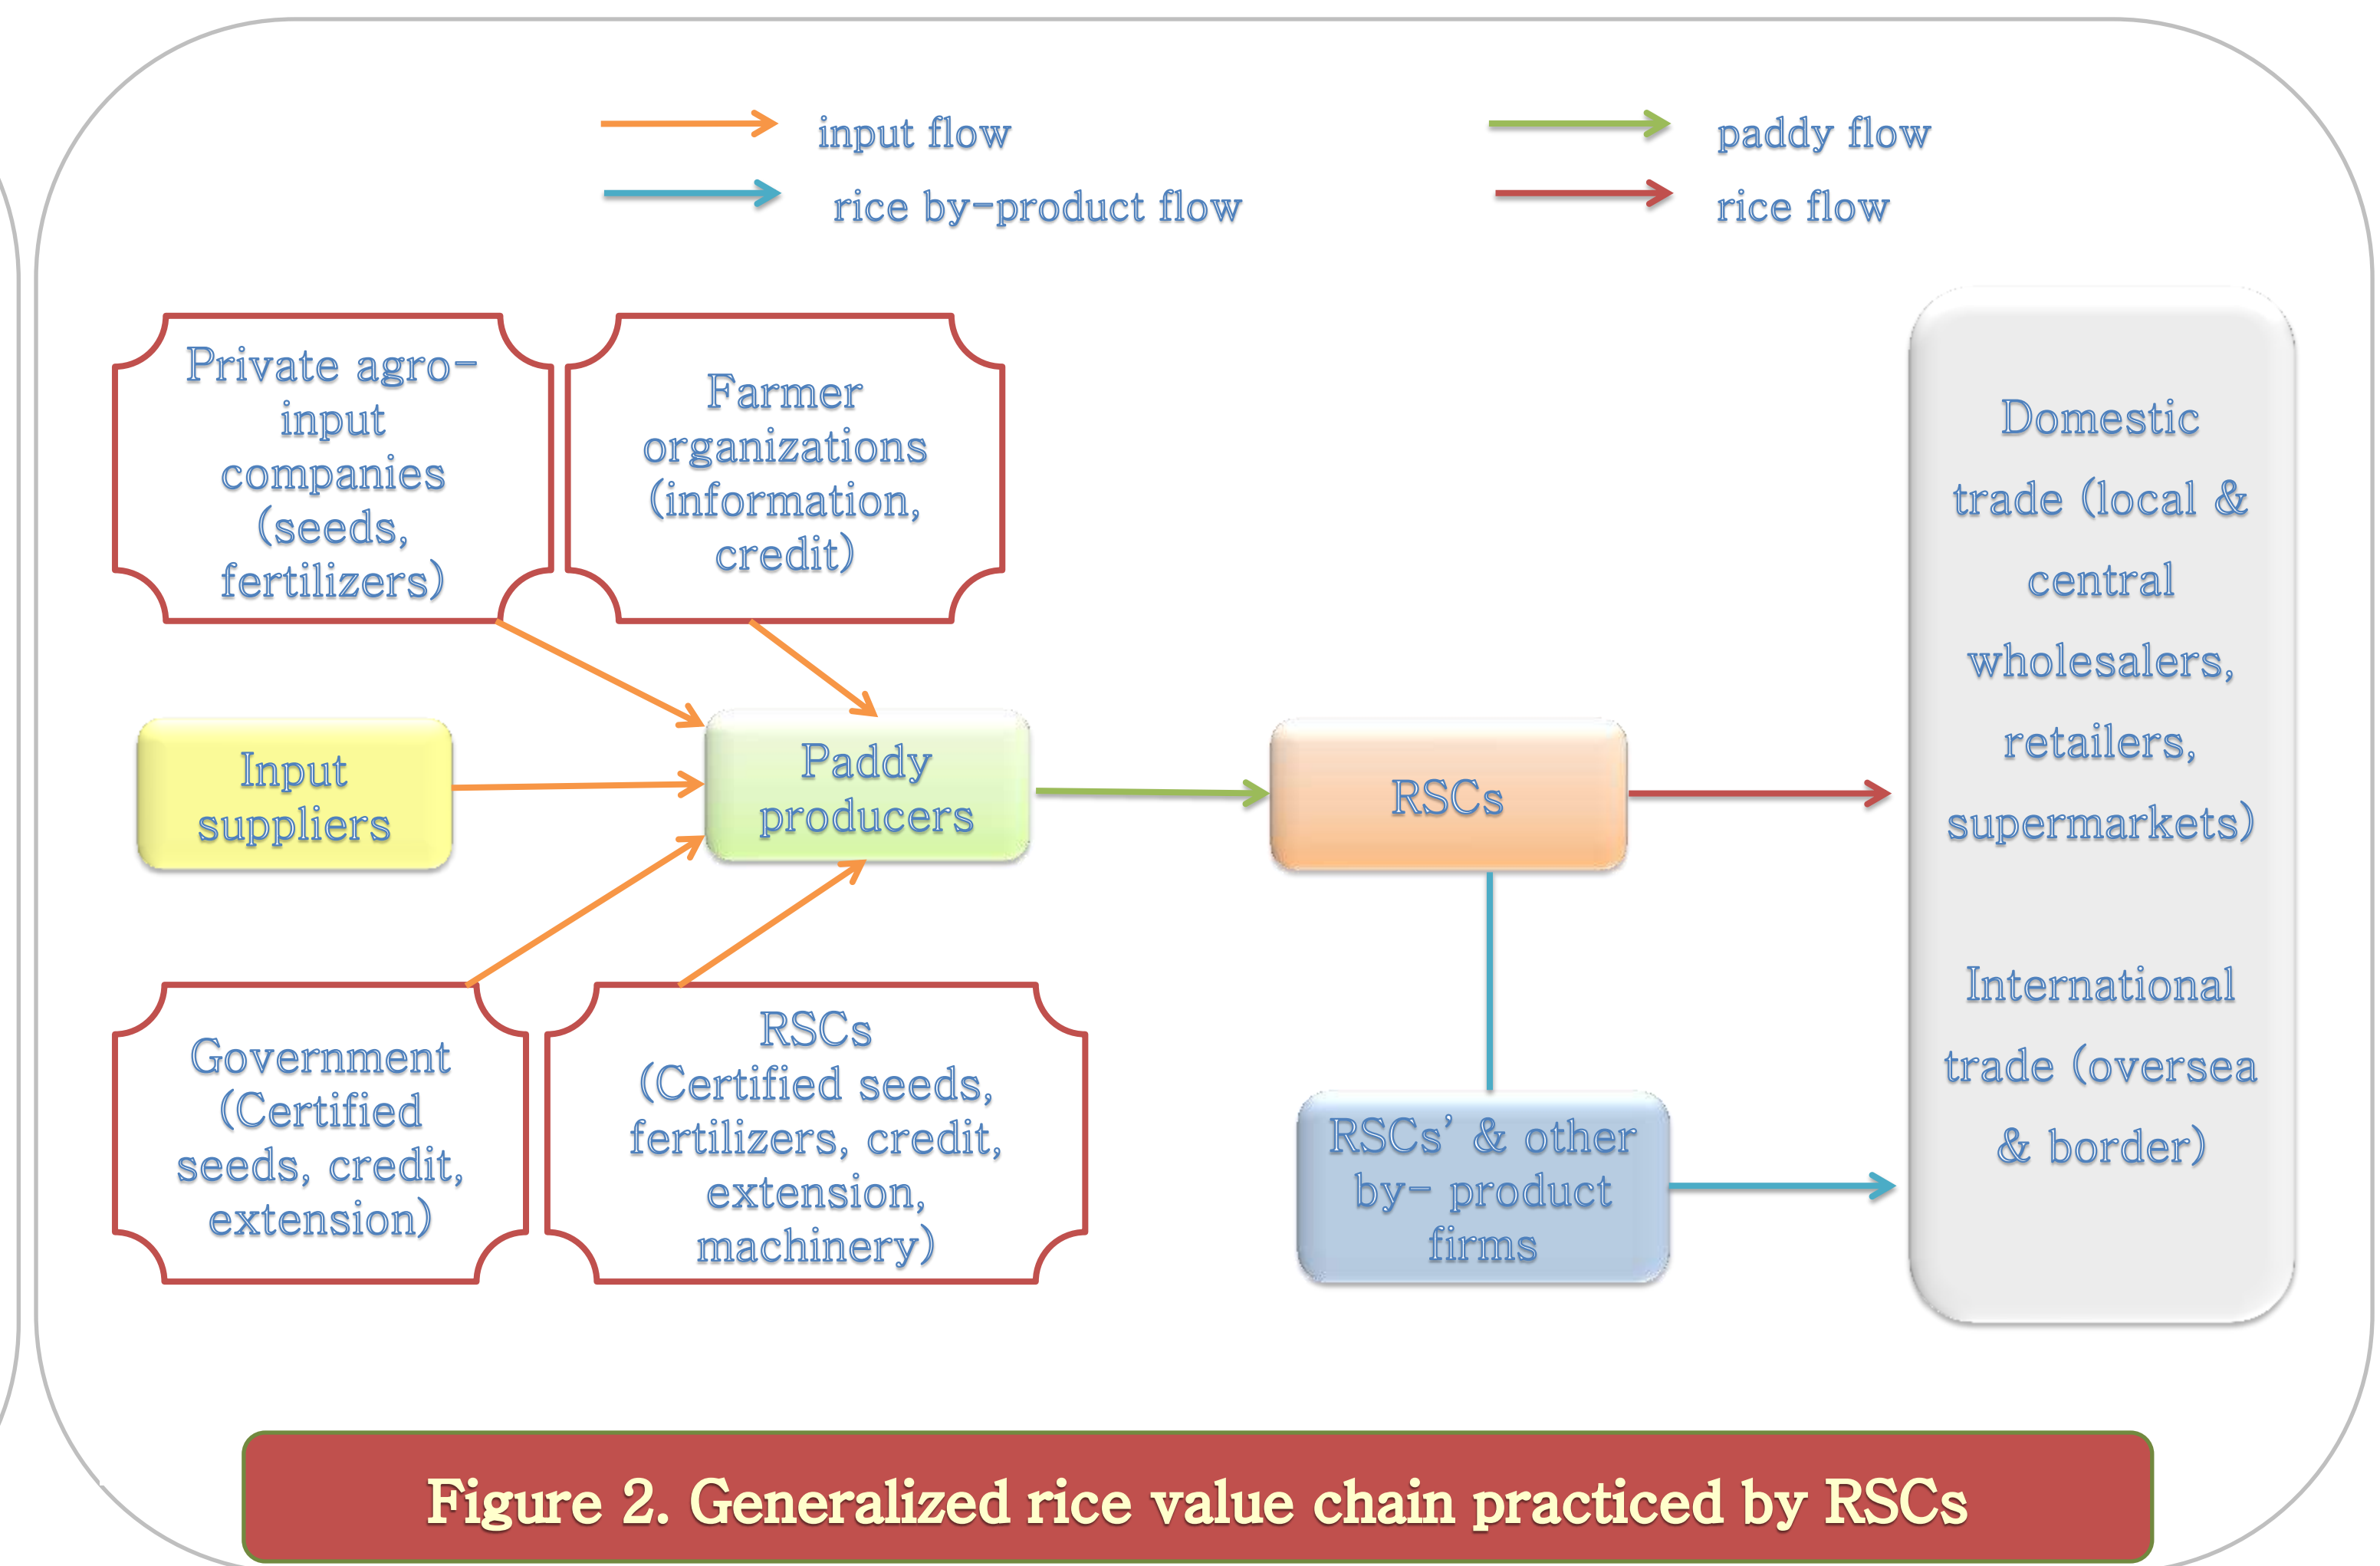 input flow
paddy flow
rice by-product flow
rice flow
Private agro-
input
companies
(seeds,
fertilizers)
Farmer
organizations
(information,
credit)
Input
suppliers
Paddy
producers
RSCs
Domestic
trade (local &
central
wholesalers,
retailers,
supermarkets)
International
trade (oversea
& border)
Government
(Certified
seeds, credit,
extension)
RSCs
(Certified seeds,
fertilizers, credit,
extension,
machinery)
RSCs' & other
by- product
firms
Figure 2. Generalized rice value chain practiced by RSCs